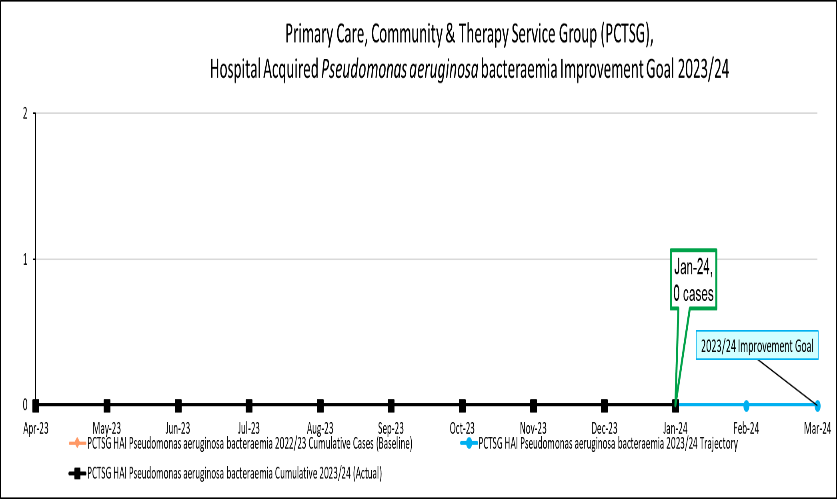 Primary Care, Community & Therapy Service Group (PCTSG),
Hospital Acquired Pseudomonas aeruginosa bacteraemia Improvement Goal 2023/24
2
1
Jan-24,
0 cases
2023/24 Improvement Goal
0
Apr-23 May-23 Jun-23 Jul-23 Aug-23 Sep-23 Oct-23 Nov-23 Dec-23 Jan-24 Feb-24 Mar-24
PCTSG HAI Pseudomonas aeruginosa bacteraemia 2022/23 Cumulative Cases (Baseline) PCTSG HAI Pseudomonas aeruginosa bacteraemia 2023/24 Trajectory
PCTSG HAI Pseudomonas aeruginosa bacteraemia Cumulative 2023/24 (Actual)